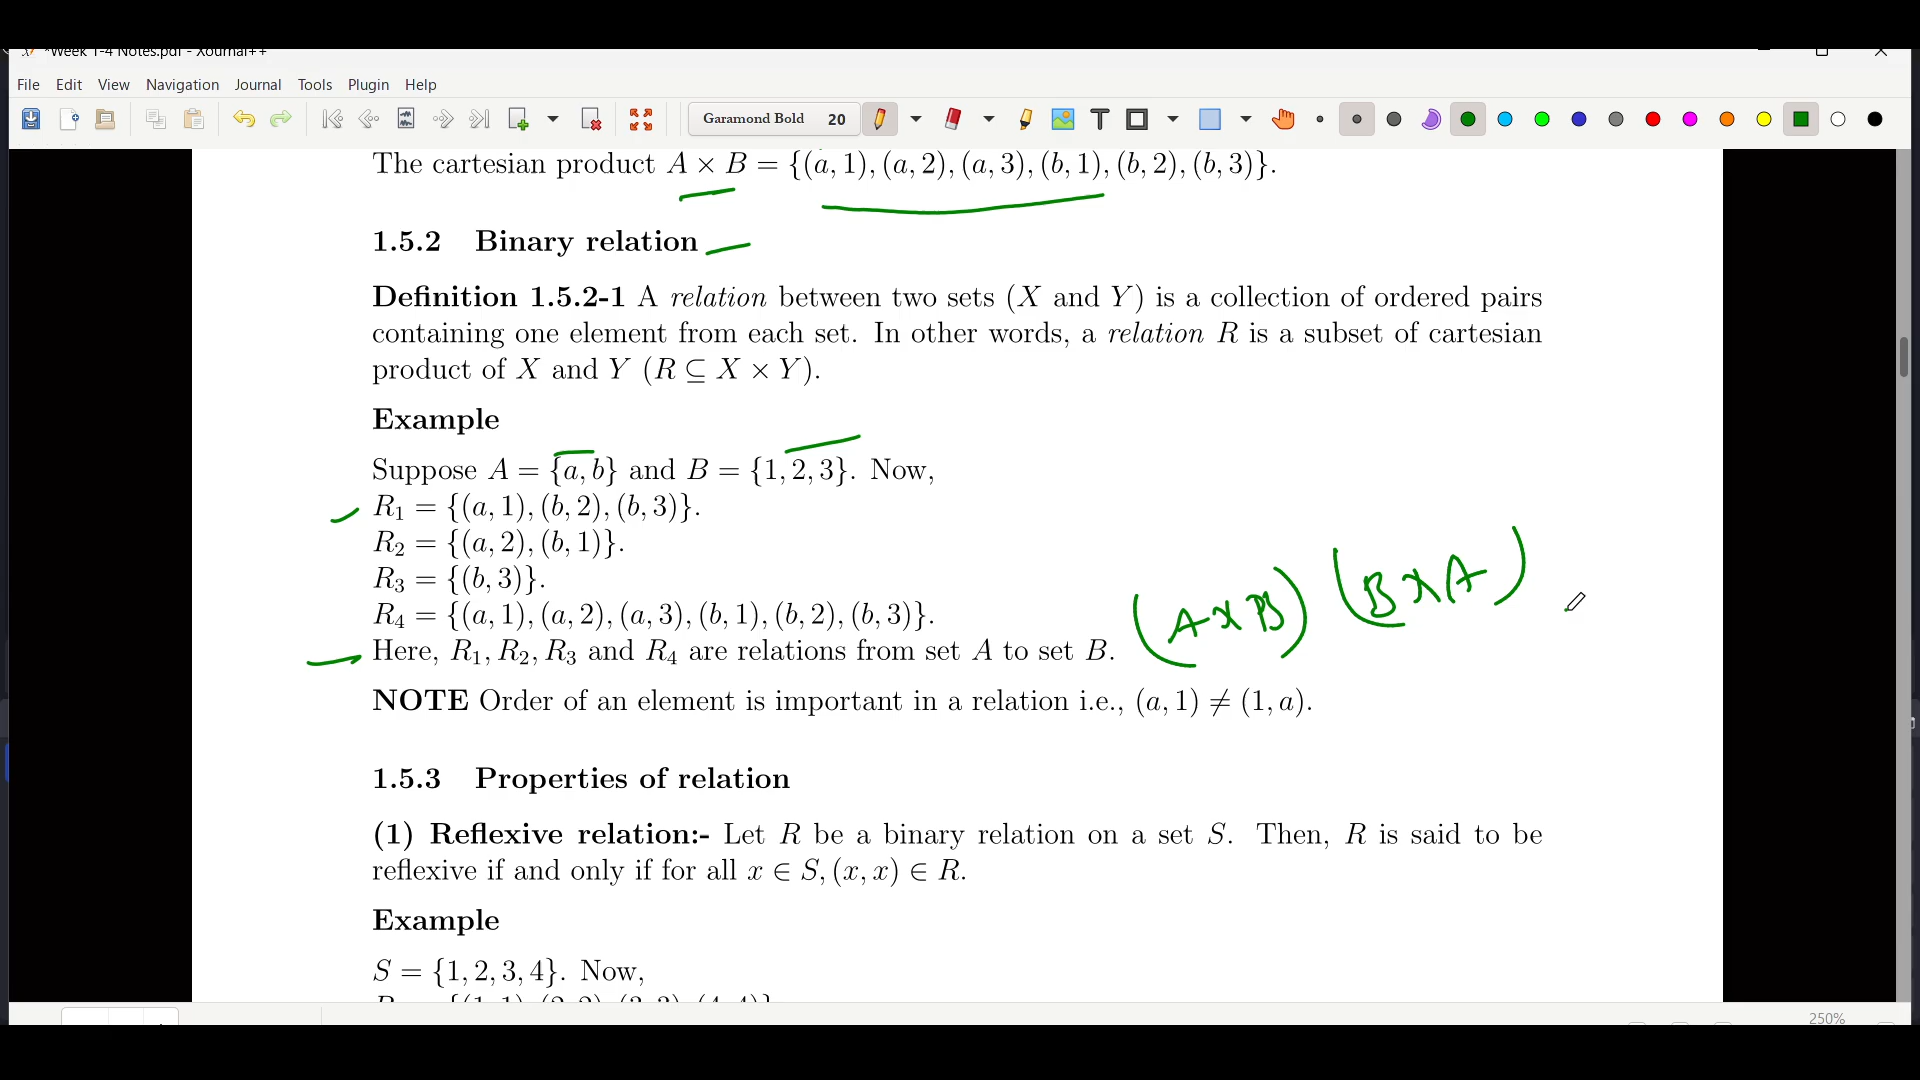 *Week 1-4 Notes.pdf - Xournal++
File Edit View Navigation Journal Tools Plugin Help
Garamond Bold 20
The cartesian product A × B = {(a, 1), (a, 2), (a, 3), (b, 1), (b, 2), (b, 3)}.
1.5.2 Binary relation
Definition 1.5.2-1 A relation between two sets (X and Y) is a collection of ordered pairs
containing one element from each set. In other words, a relation R is a subset of cartesian
product of X and Y (R ⊆ X × Y).
Example
Suppose A = {a, b} and B = {1, 2, 3}. Now,
R₁ = {(a, 1), (b, 2), (b, 3)}.
R₂ = {(a, 2), (b, 1)}.
R₃ = {(b, 3)}.
R₄ = {(a, 1), (a, 2), (a, 3), (b, 1), (b, 2), (b, 3)}.
(A × B) (B × A)
Here, R₁, R₂, R₃ and R₄ are relations from set A to set B.
NOTE Order of an element is important in a relation i.e., (a, 1) ≠ (1, a).
1.5.3 Properties of relation
(1) Reflexive relation:- Let R be a binary relation on a set S. Then, R is said to be
reflexive if and only if for all x ∈ S, (x, x) ∈ R.
Example
S = {1, 2, 3, 4}. Now,
250%